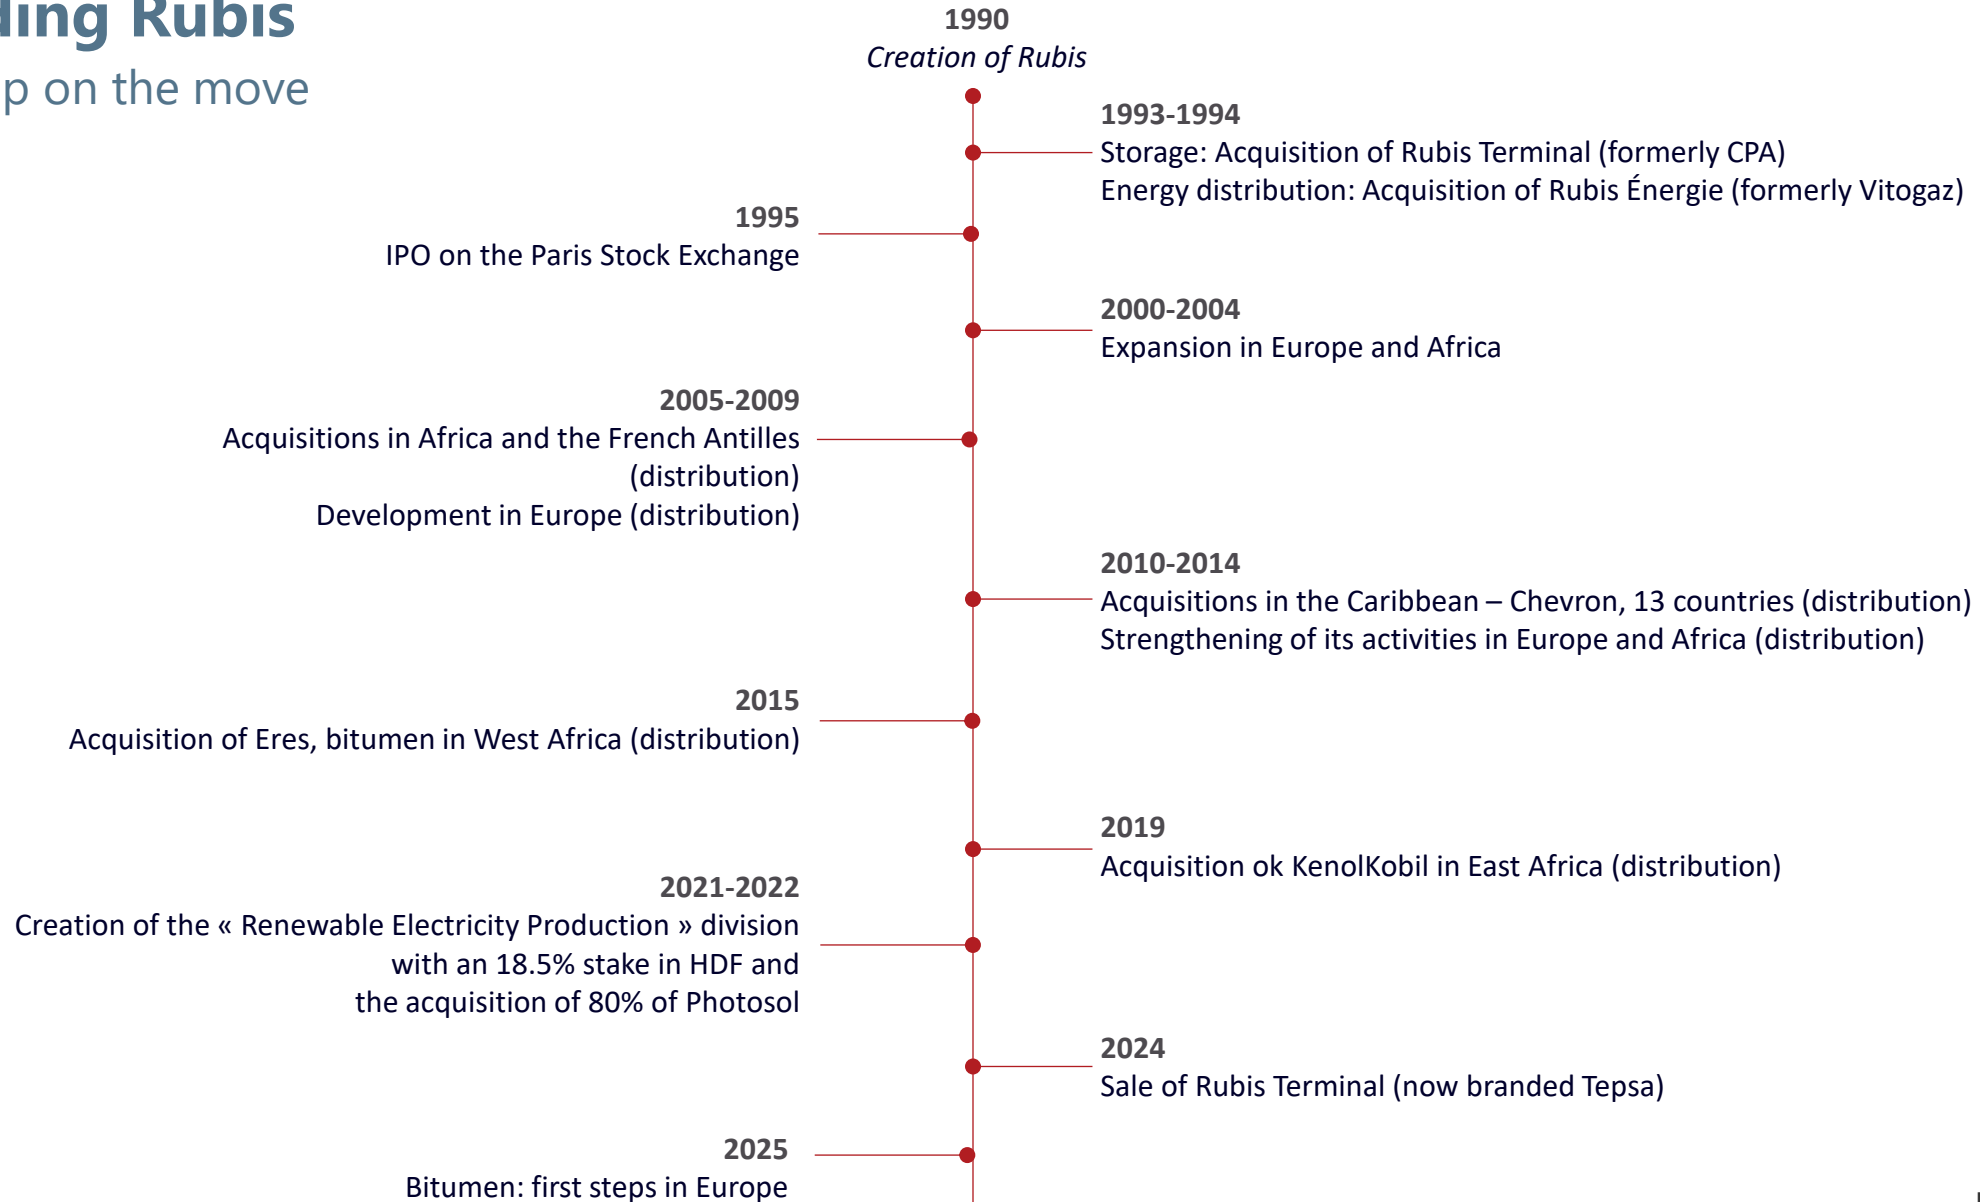 ding Rubis
p on the move
1990
Creation of Rubis
1993-1994
Storage: Acquisition of Rubis Terminal (formerly CPA)
Energy distribution: Acquisition of Rubis Énergie (formerly Vitogaz)
1995
IPO on the Paris Stock Exchange
2000-2004
Expansion in Europe and Africa
2005-2009
Acquisitions in Africa and the French Antilles
(distribution)
Development in Europe (distribution)
2010-2014
Acquisitions in the Caribbean – Chevron, 13 countries (distribution)
Strengthening of its activities in Europe and Africa (distribution)
2015
Acquisition of Eres, bitumen in West Africa (distribution)
2019
Acquisition ok KenolKobil in East Africa (distribution)
2021-2022
Creation of the « Renewable Electricity Production » division
with an 18.5% stake in HDF and
the acquisition of 80% of Photosol
2024
Sale of Rubis Terminal (now branded Tepsa)
2025
Bitumen: first steps in Europe